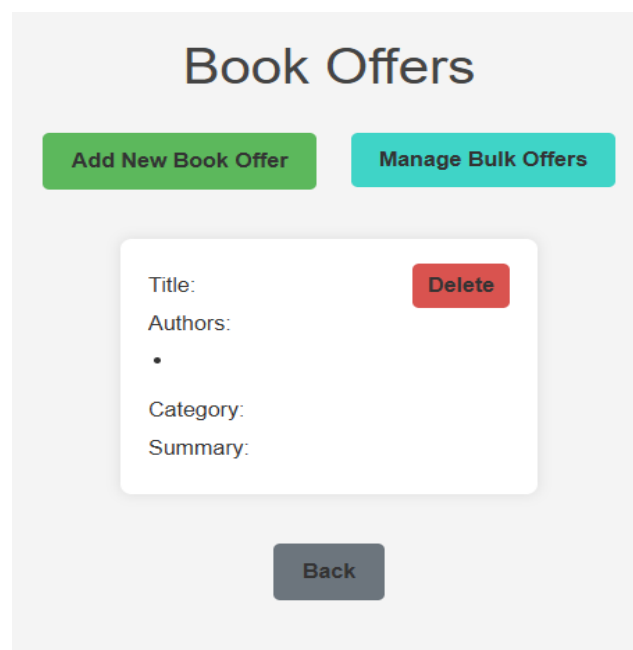 Book Offers
Add New Book Offer
Manage Bulk Offers
Title:
Delete
Authors:
•
Category:
Summary:
Back